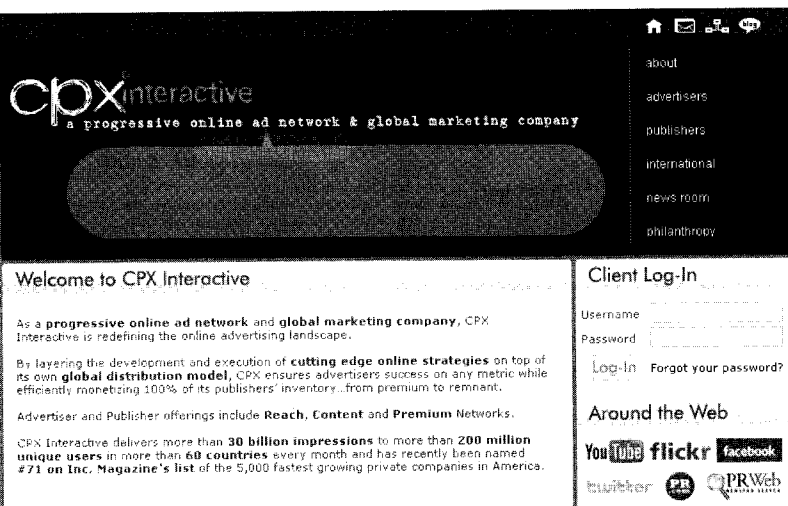 blog
about
cpxinteractive
advertisers
a progressive online ad network & global marketing company
publishers
international
news room
philanthropy
Welcome to CPX Interactive
As a progressive online ad network and global marketing company, CPX
Interactive is redefining the online advertising landscape.
By layering the development and execution of cutting edge online strategies on top of
its own global distribution model, CPX ensures advertisers success on any metric while
efficiently monetizing 100% of its publishers' inventory...from premium to remnant.
Advertiser and Publisher offerings include Reach, Content and Premium Networks.
CPX Interactive delivers more than 30 billion impressions to more than 200 million
unique users in more than 60 countries every month and has recently been named
#71 on Inc. Magazine's list of the 5,000 fastest growing private companies in America.
Client Log-In
Username
Password
Log-In Forgot your password?
Around the Web
YouTube flickr facebook
twitter PR.com PRWeb